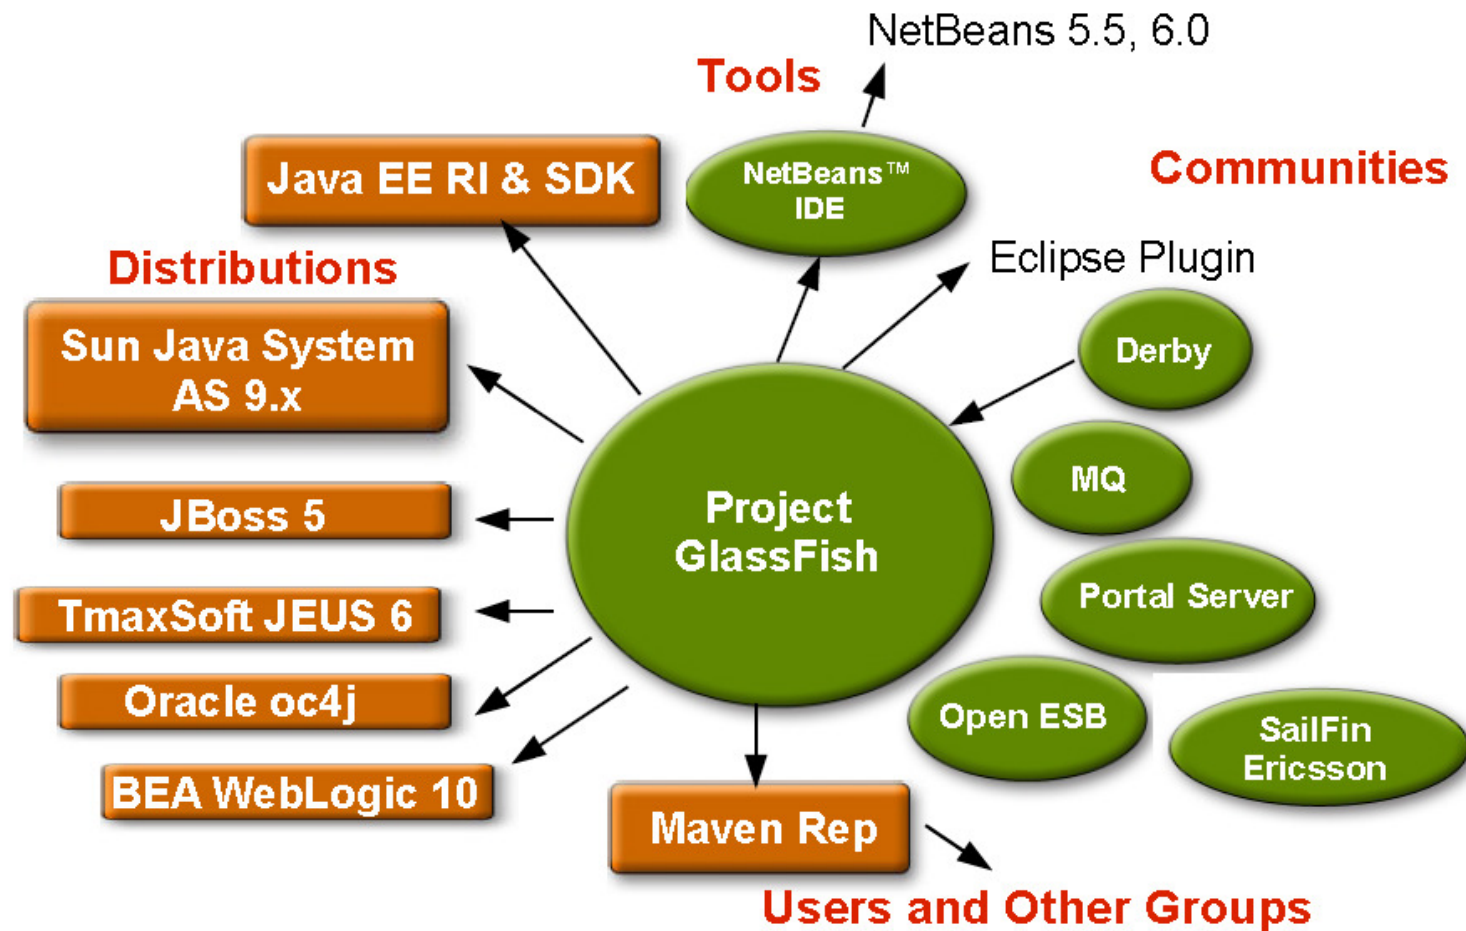 NetBeans 5.5, 6.0
Tools
Java EE RI & SDK
NetBeans™
IDE
Communities
Distributions
Eclipse Plugin
Sun Java System
AS 9.x
Derby
JBoss 5
MQ
Project
GlassFish
TmaxSoft JEUS 6
Portal Server
Oracle oc4j
Open ESB
SailFin
Ericsson
BEA WebLogic 10
Maven Rep
Users and Other Groups